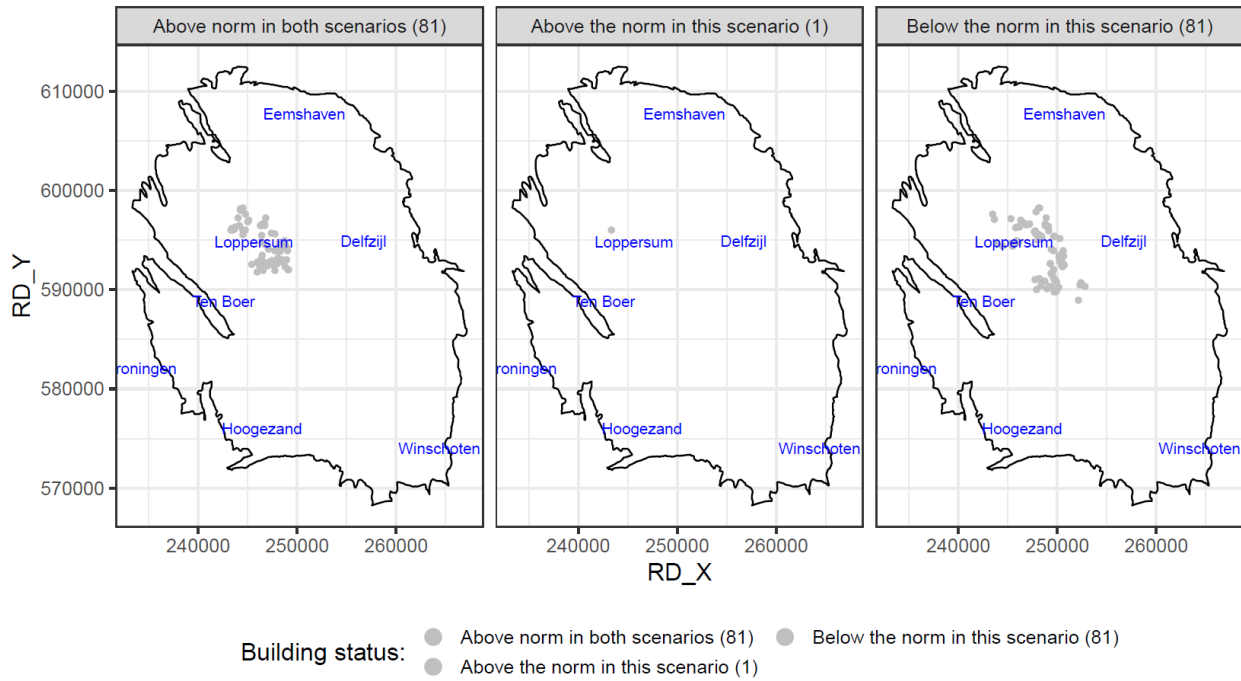 Above norm in both scenarios (81)
Above the norm in this scenario (1)
Below the norm in this scenario (81)
RD_Y
610000
600000
590000
580000
570000
Eemshaven
Loppersum
Delfzijl
Ten Boer
roningen
Hoogezand
Winschoten
Eemshaven
Loppersum
Delfzijl
Ten Boer
roningen
Hoogezand
Winschoten
Eemshaven
Loppersum
Delfzijl
Ten Boer
roningen
Hoogezand
Winschoten
240000 250000 260000
240000 250000 260000
240000 250000 260000
RD_X
Building status:
Above norm in both scenarios (81)
Below the norm in this scenario (81)
Above the norm in this scenario (1)